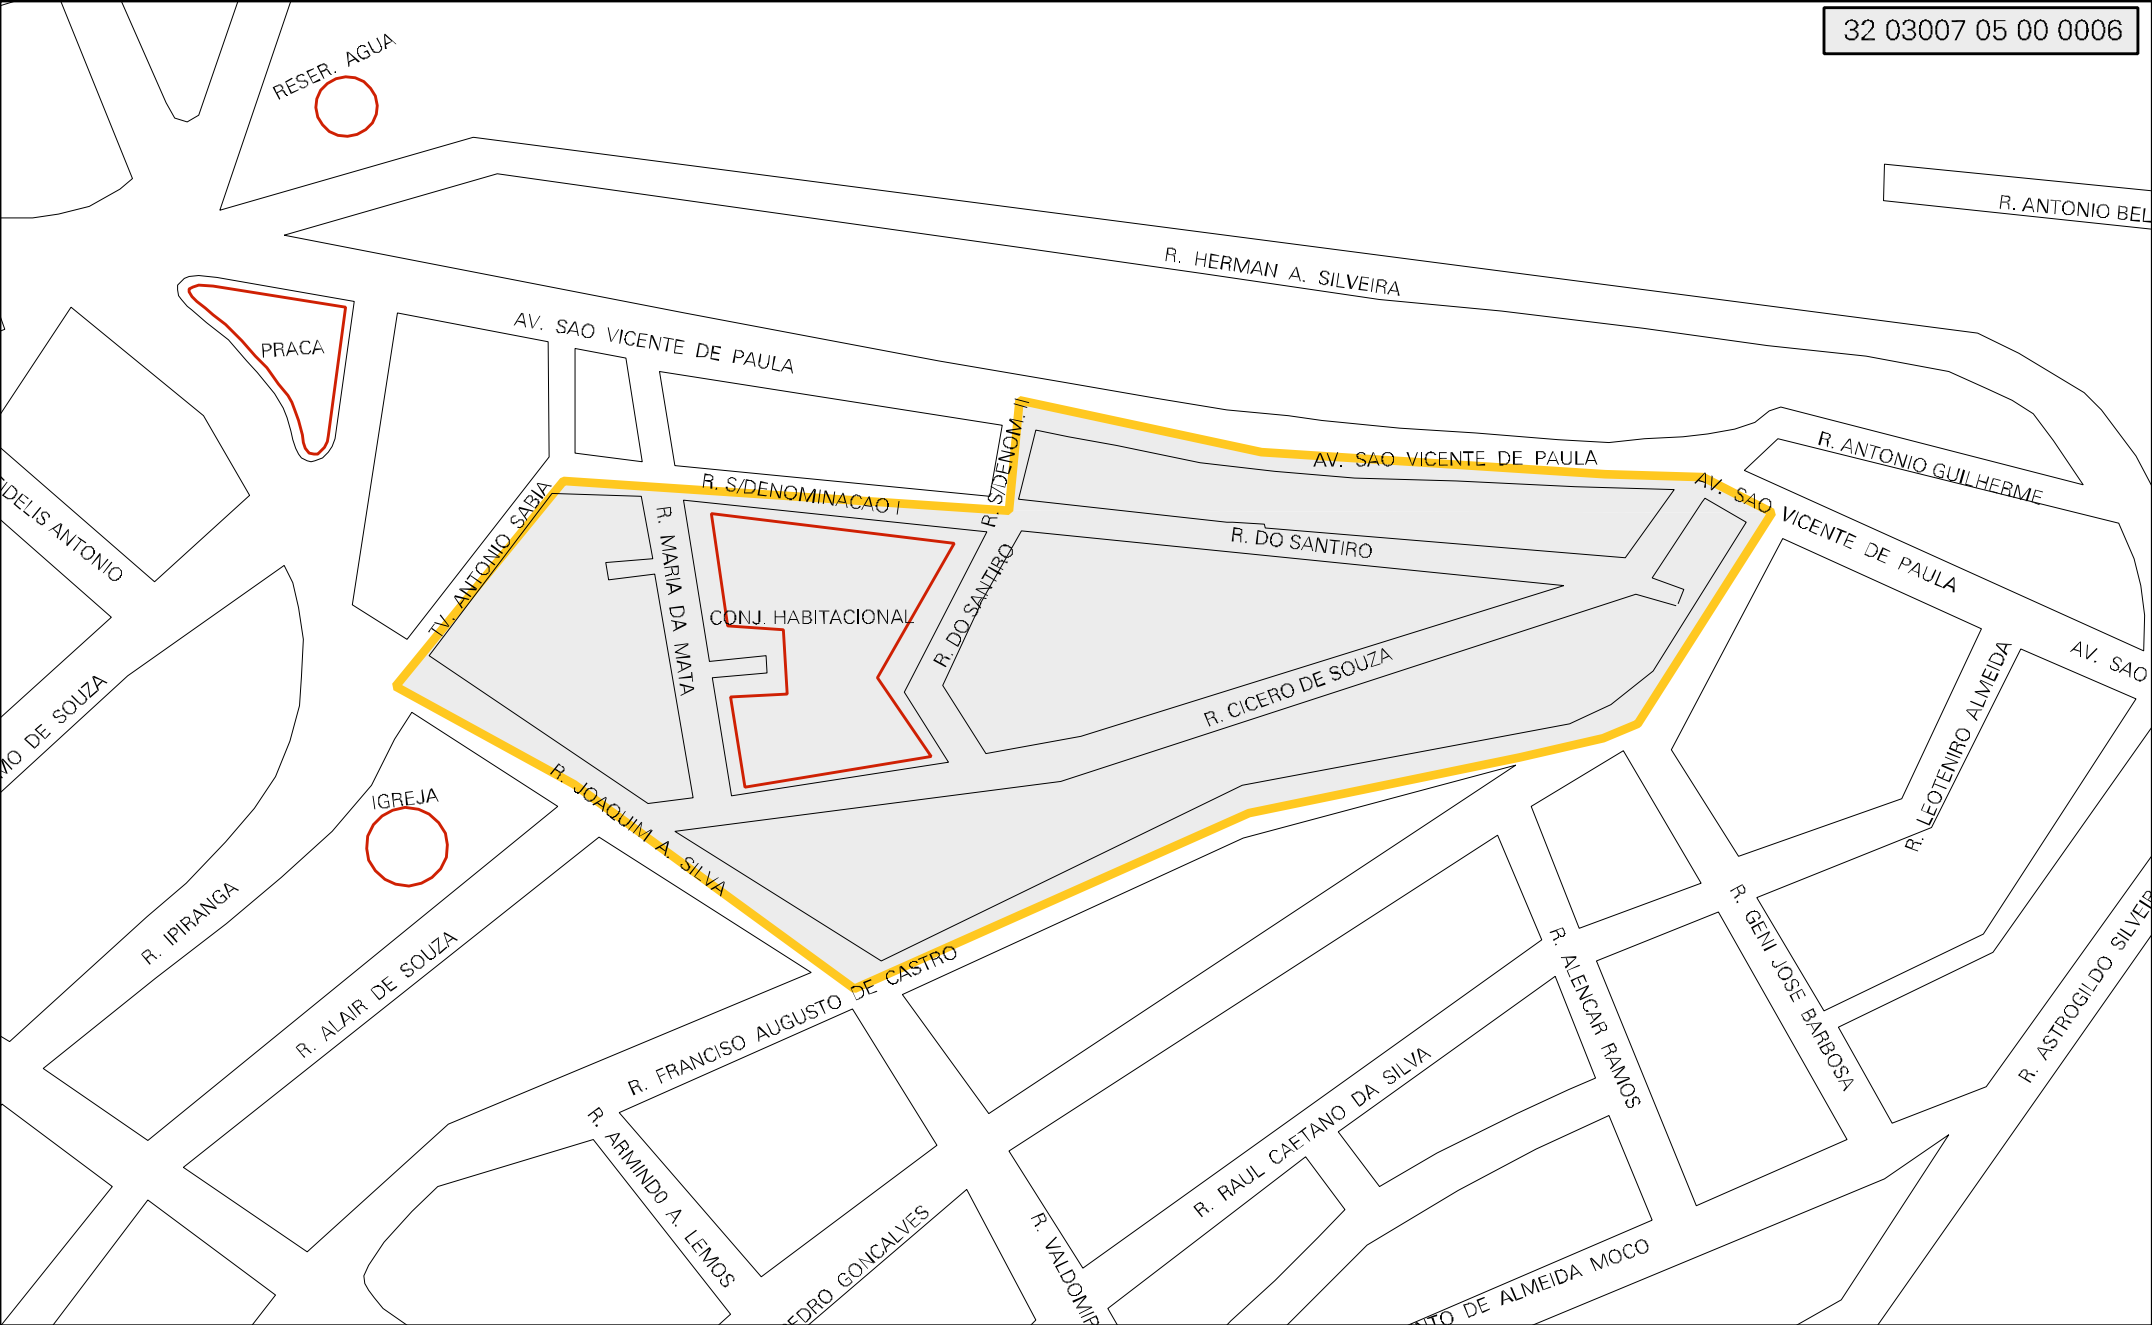 32 03007 05 00 0006
RESER. AGUA
R. ANTONIO BEL
R. HERMAN A. SILVEIRA
AV. SAO VICENTE DE PAULA
PRACA
R. S/DENOM. II
AV. SAO VICENTE DE PAULA
R. ANTONIO GUILHERME
R. S/DENOMINACAO I
AV. SAO VICENTE DE PAULA
IDELIS ANTONIO
TV. ANTONIO SABIA
R. MARIA DA MATA
R. DO SANTIRO
R. DO SANTIRO
CONJ. HABITACIONAL
R. CICERO DE SOUZA
AV. SAO
MO DE SOUZA
R. LEOTENIRO ALMEIDA
IGREJA
R. JOAQUIM A. SILVA
R. IPIRANGA
R. ALAIR DE SOUZA
R. FRANCISO AUGUSTO DE CASTRO
R. ALENCAR RAMOS
R. GENI JOSE BARBOSA
R. ASTROGILDO SILVEIR
R. ARMINDO A. LEMOS
R. RAUL CAETANO DA SILVA
EDRO GONCALVES
R. VALDOMIR
NTO DE ALMEIDA MOCO